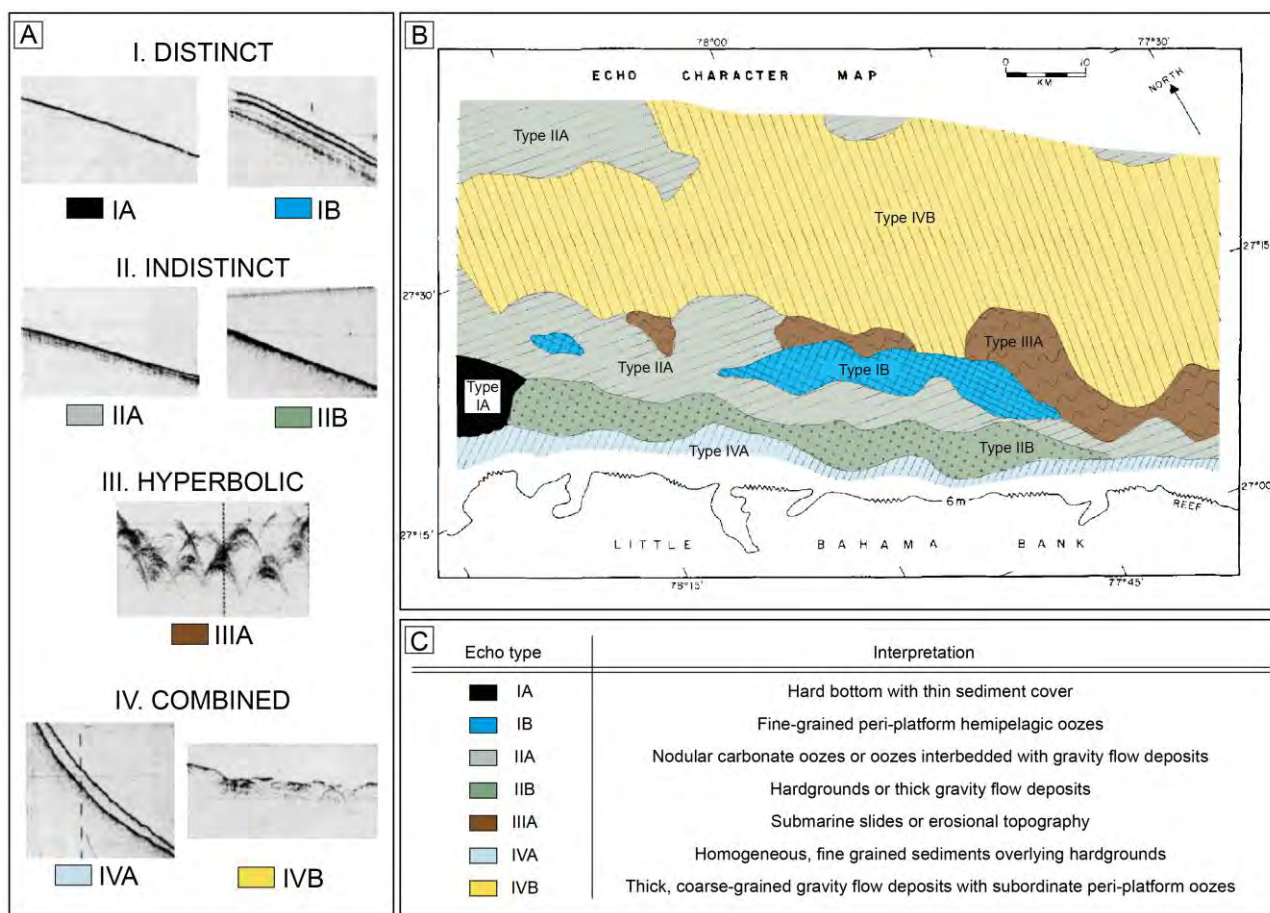 A
I. DISTINCT
IA
IB
II. INDISTINCT
IIA
IIB
III. HYPERBOLIC
IIIA
IV. COMBINED
IVA
IVB
B
78°00'
77°30'
ECHO CHARACTER MAP
0 10
KM
NORTH
Type IIA
Type IVB
27°15'
27°30'
Type IIIA
Type IB
Type IIA
Type IA
Type IIB
Type IVA
27°00'
6m
REEF
27°15'
LITTLE BAHAMA BANK
78°15'
77°45'
C
Echo type Interpretation
IA Hard bottom with thin sediment cover
IB Fine-grained peri-platform hemipelagic oozes
IIA Nodular carbonate oozes or oozes interbedded with gravity flow deposits
IIB Hardgrounds or thick gravity flow deposits
IIIA Submarine slides or erosional topography
IVA Homogeneous, fine grained sediments overlying hardgrounds
IVB Thick, coarse-grained gravity flow deposits with subordinate peri-platform oozes